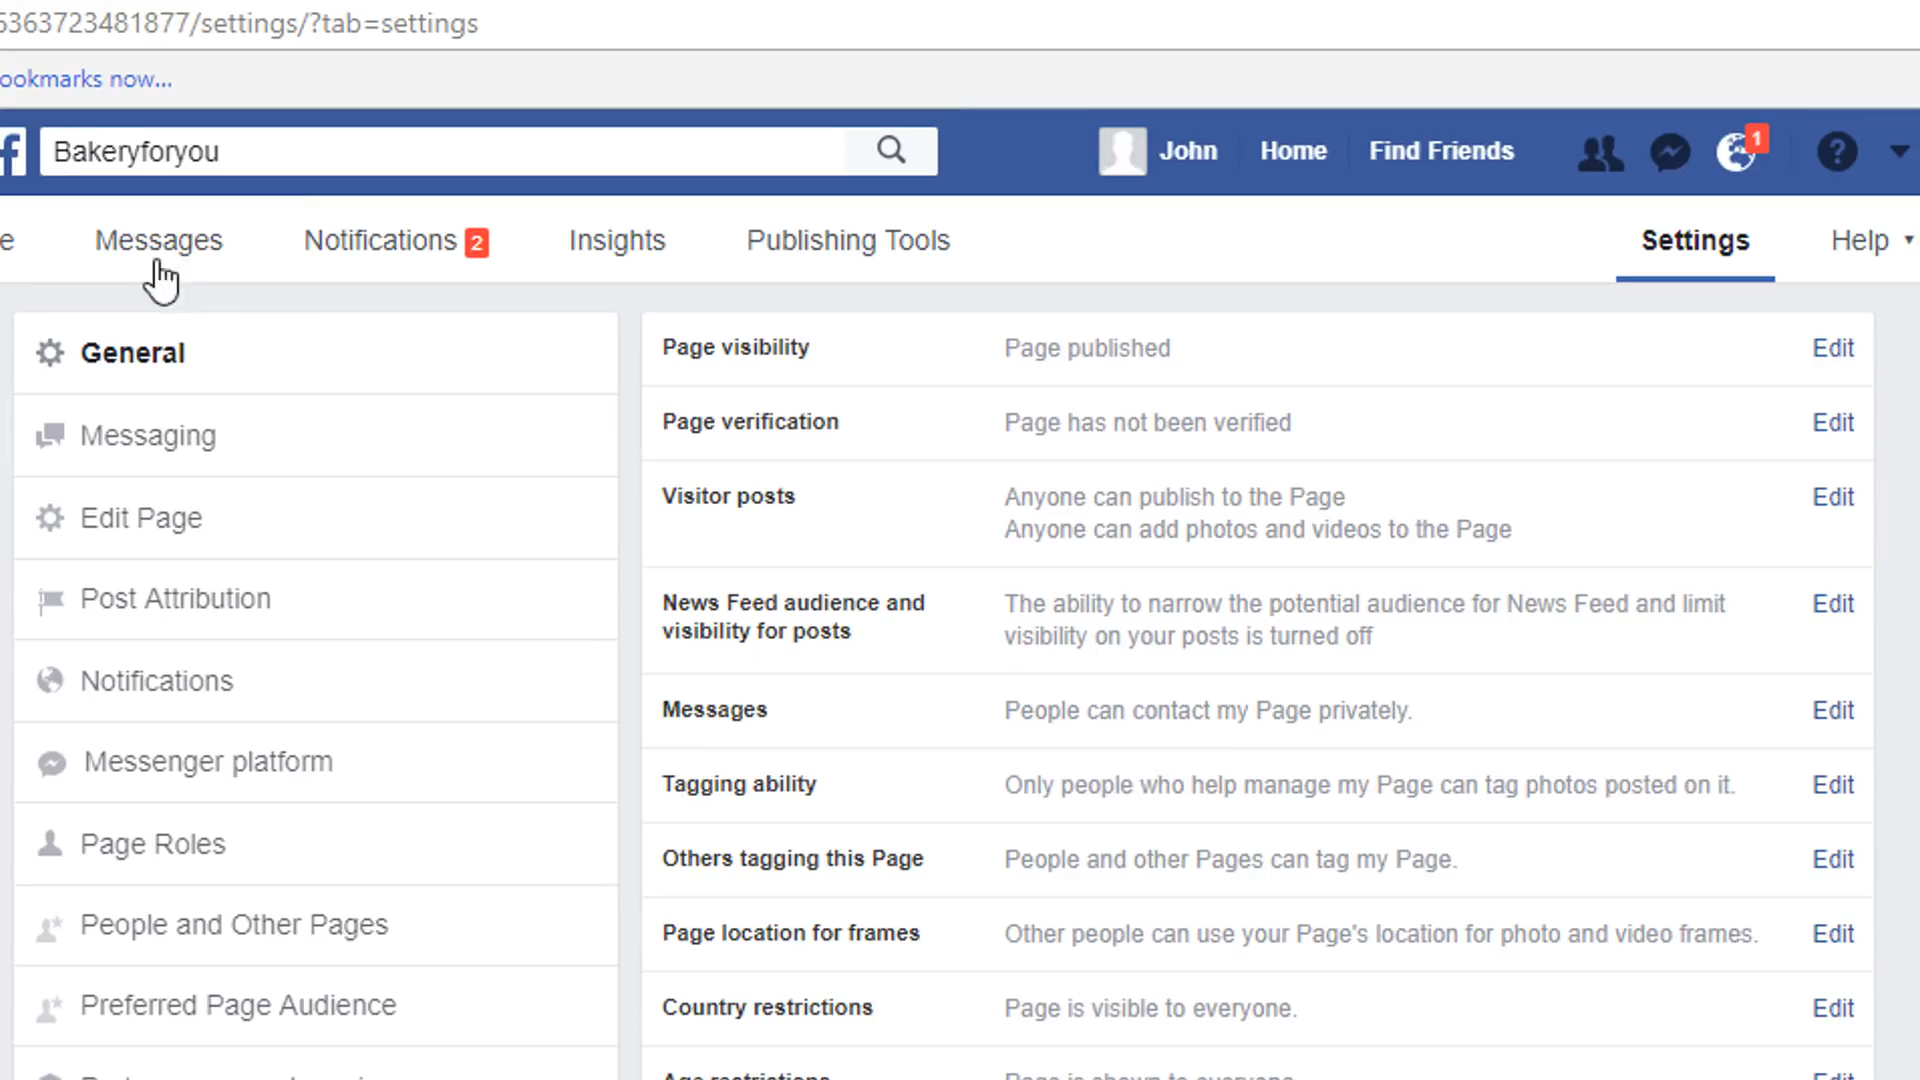 5363723481877/settings/?tab=settings
ookmarks now...
f Bakeryforyou John Home Find Friends 1 ?
e Messages Notifications 2 Insights Publishing Tools Settings Help
General
Messaging
Edit Page
Post Attribution
Notifications
Messenger platform
Page Roles
People and Other Pages
Preferred Page Audience
Page visibility Page published Edit
Page verification Page has not been verified Edit
Visitor posts Anyone can publish to the Page Edit
Anyone can add photos and videos to the Page
News Feed audience and The ability to narrow the potential audience for News Feed and limit Edit
visibility for posts visibility on your posts is turned off
Messages People can contact my Page privately. Edit
Tagging ability Only people who help manage my Page can tag photos posted on it. Edit
Others tagging this Page People and other Pages can tag my Page. Edit
Page location for frames Other people can use your Page's location for photo and video frames. Edit
Country restrictions Page is visible to everyone. Edit
Age restrictions Page is shown to everyone. Edit